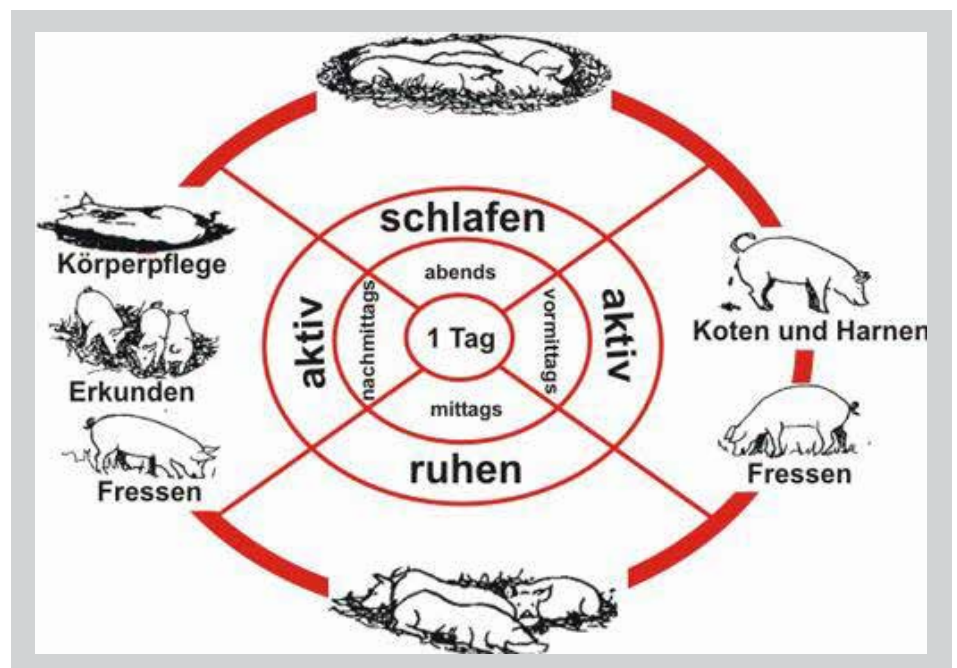 schlafen
abends
Körperpflege
aktiv
nachmittags
1 Tag
vormittags
aktiv
Koten und Harnen
Erkunden
mittags
ruhen
Fressen
Fressen